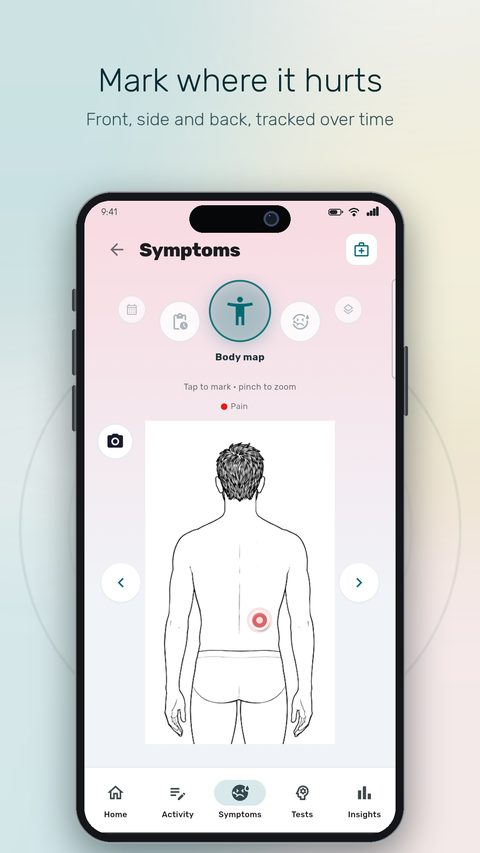 Mark where it hurts
Front, side and back, tracked over time
9:41
Symptoms
Body map
Tap to mark • pinch to zoom
Pain
Home
Activity
Symptoms
Tests
Insights